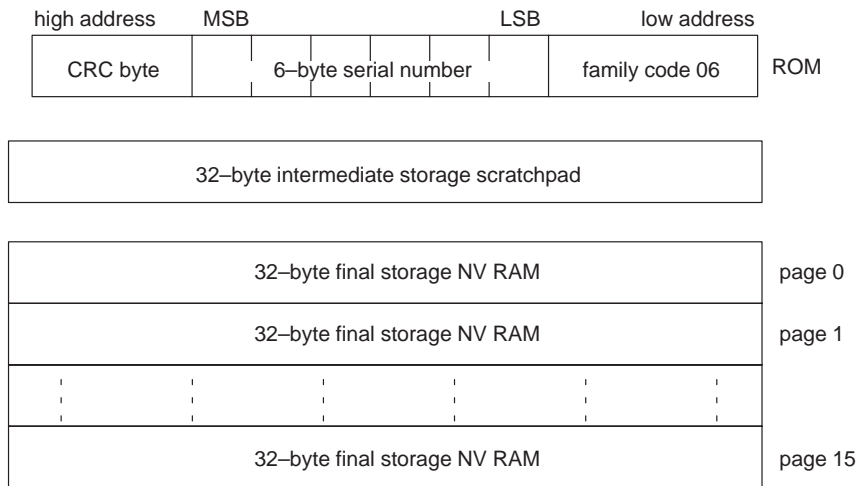 high address MSB LSB low address
CRC byte 6–byte serial number family code 06 ROM
32–byte intermediate storage scratchpad
32–byte final storage NV RAM page 0
32–byte final storage NV RAM page 1
32–byte final storage NV RAM page 15